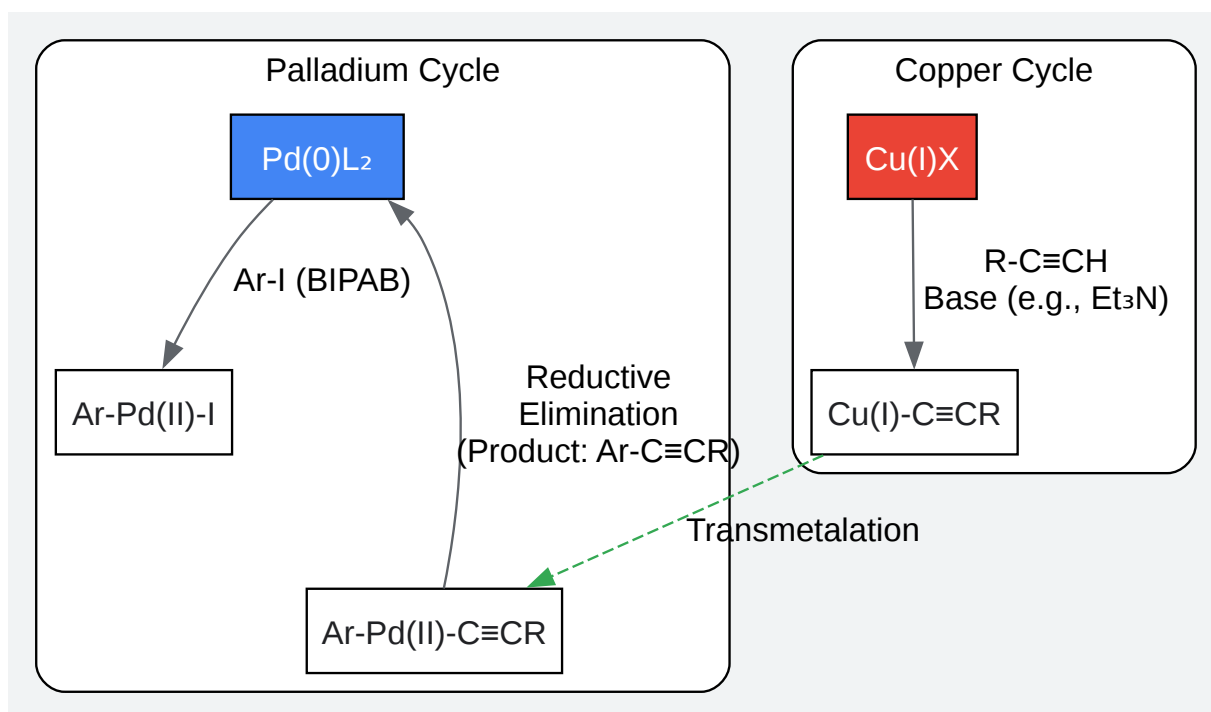 Palladium Cycle
Pd(0)L₂
Ar-I (BIPAB)
Ar-Pd(II)-I
Reductive
Elimination
(Product: Ar-C≡CR)
Ar-Pd(II)-C≡CR
Copper Cycle
Cu(I)X
R-C≡CH
Base (e.g., Et₃N)
Cu(I)-C≡CR
Transmetalation